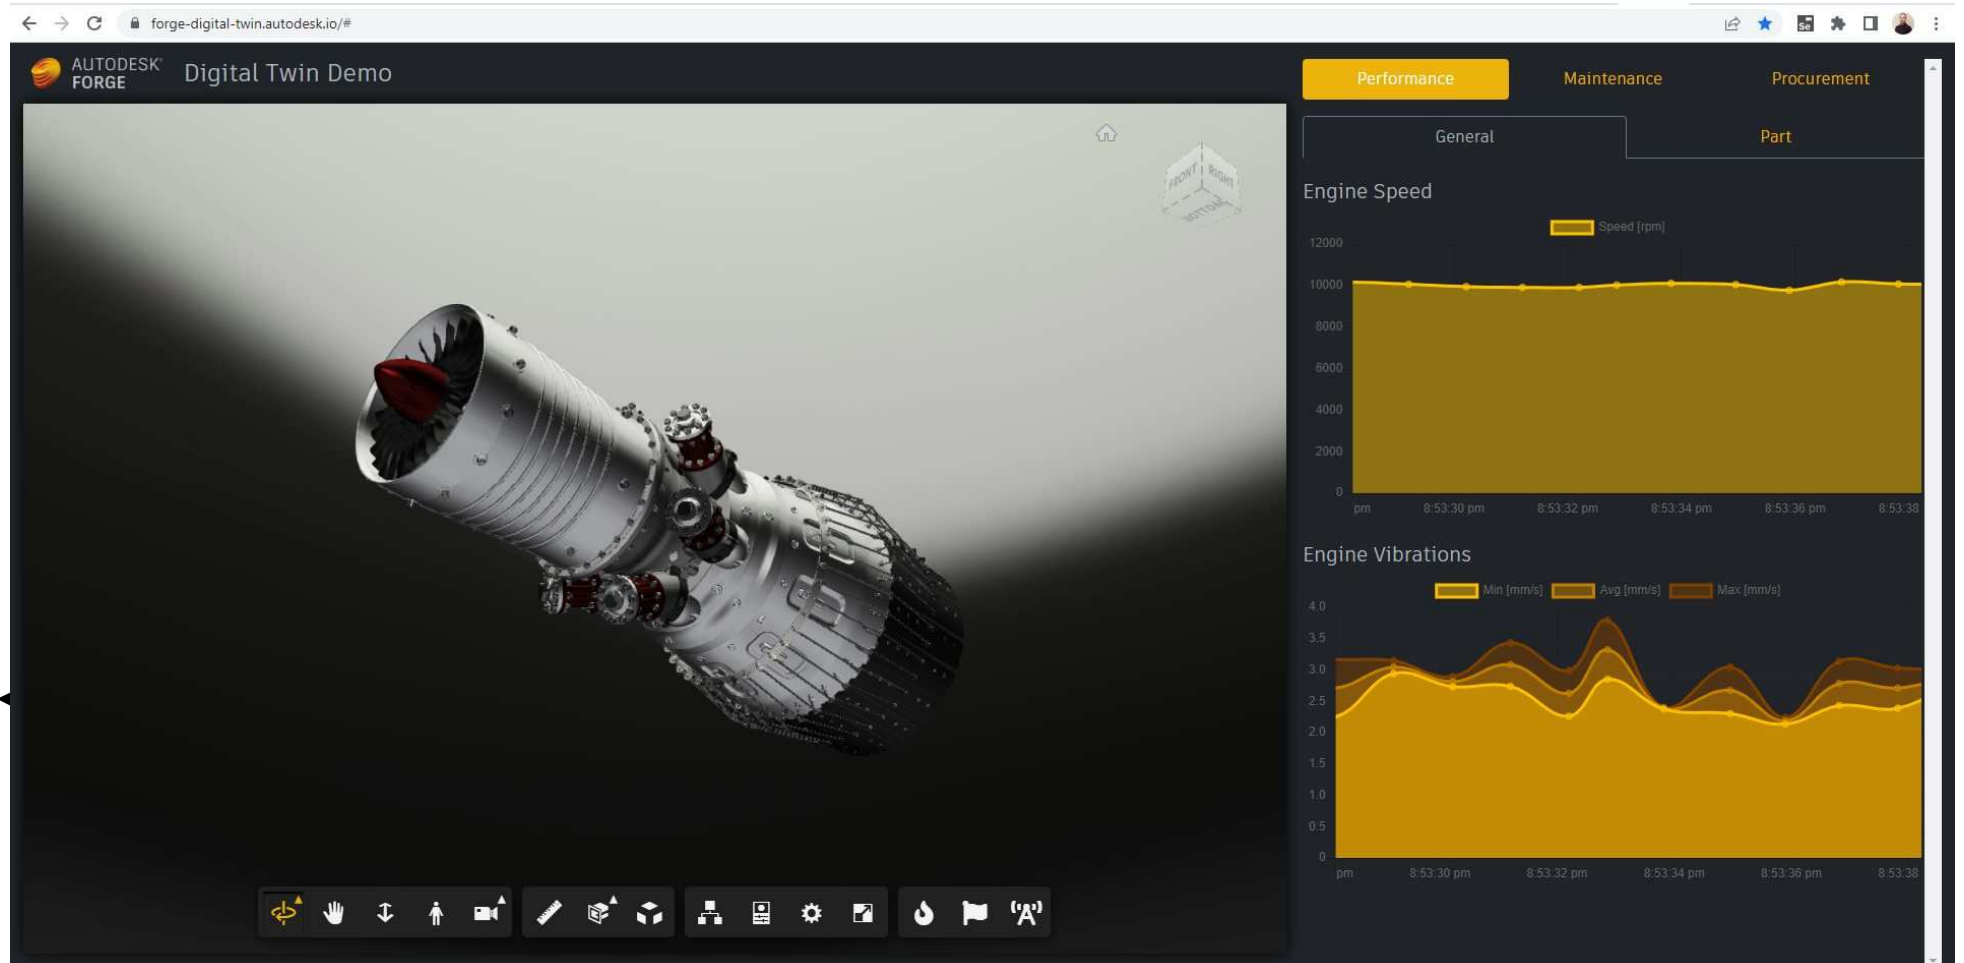 forge-digital-twin.autodesk.io/#
Se
AUTODESK
FORGE
Digital Twin Demo
Performance
Maintenance
Procurement
General
Part
FRONT
RIGHT
BOTTOM
Engine Speed
Speed [rpm]
12000
10000
8000
6000
4000
2000
0
pm
8:53:30 pm
8:53:32 pm
8:53:34 pm
8:53:36 pm
8:53:38
Engine Vibrations
Min [mm/s]
Avg [mm/s]
Max [mm/s]
4.0
3.5
3.0
2.5
2.0
1.5
1.0
0.5
0
pm
8:53:30 pm
8:53:32 pm
8:53:34 pm
8:53:36 pm
8:53:38